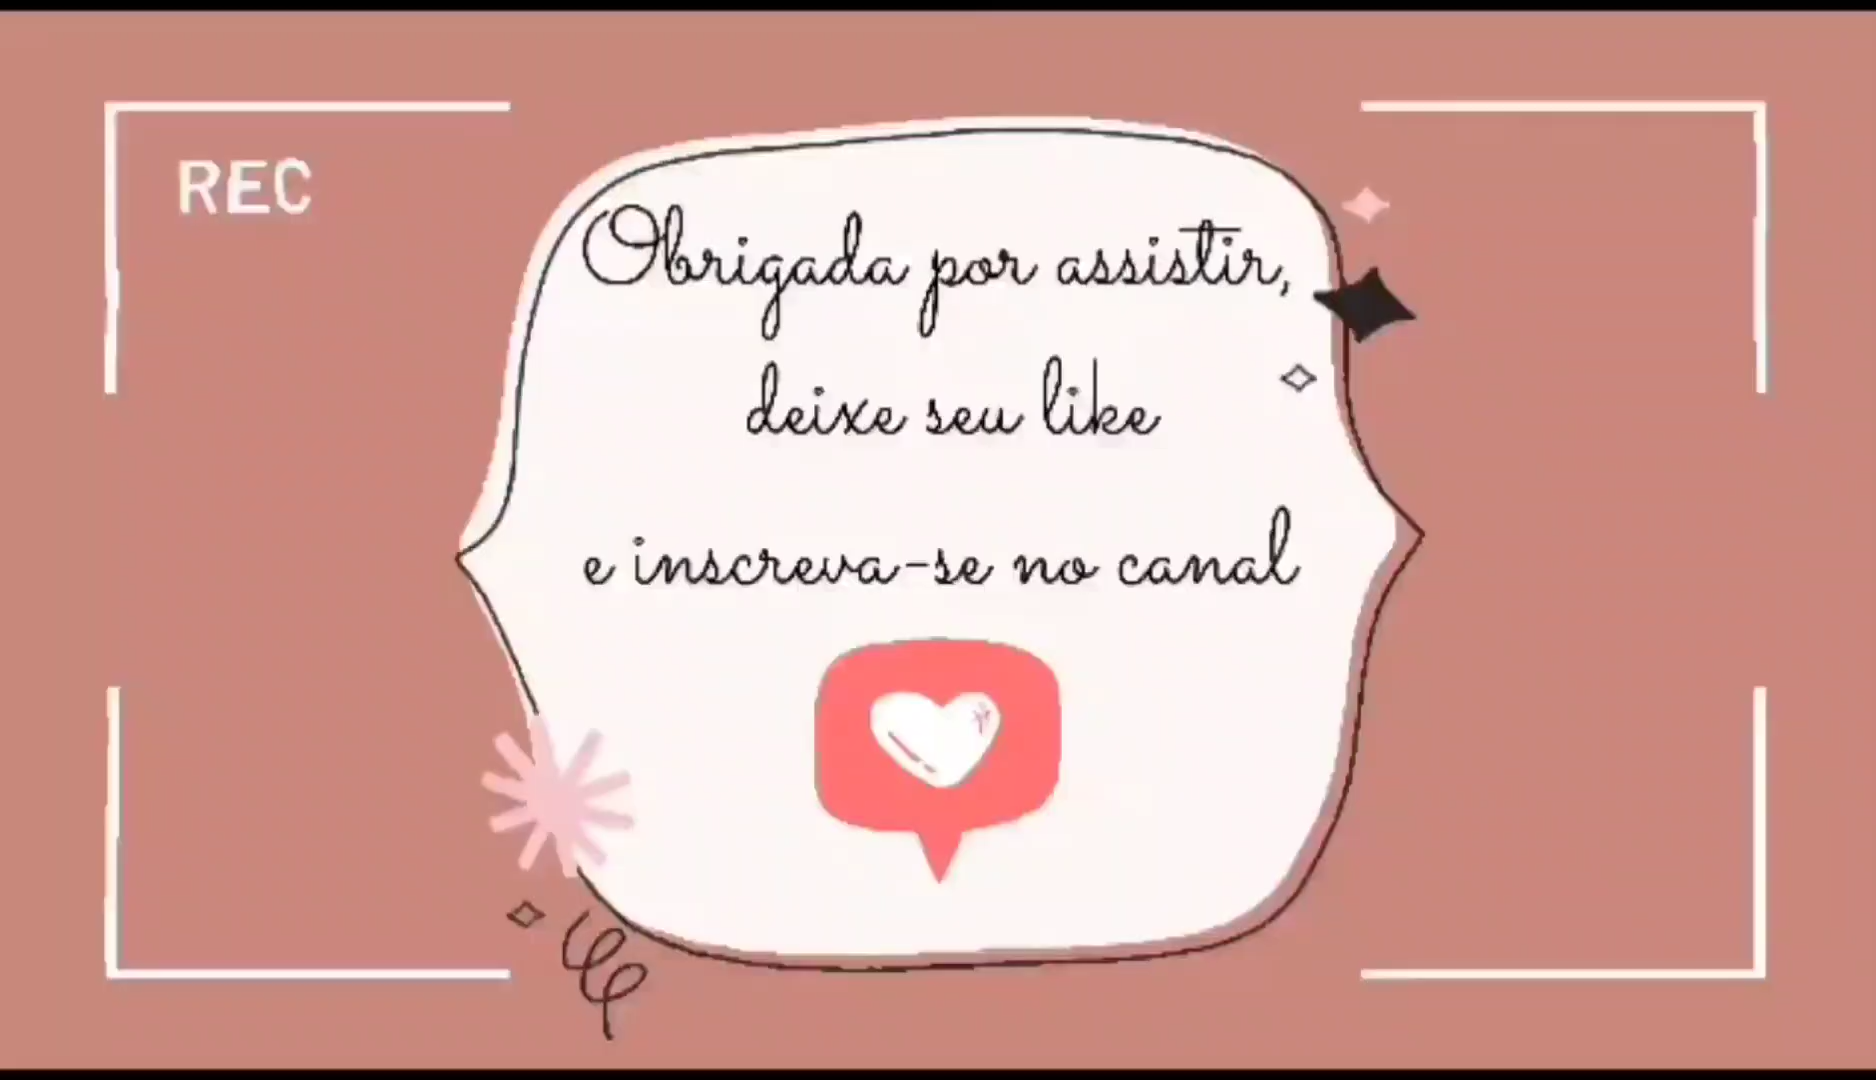 REC
Obrigada por assistir,
deixe seu like
e inscreva-se no canal